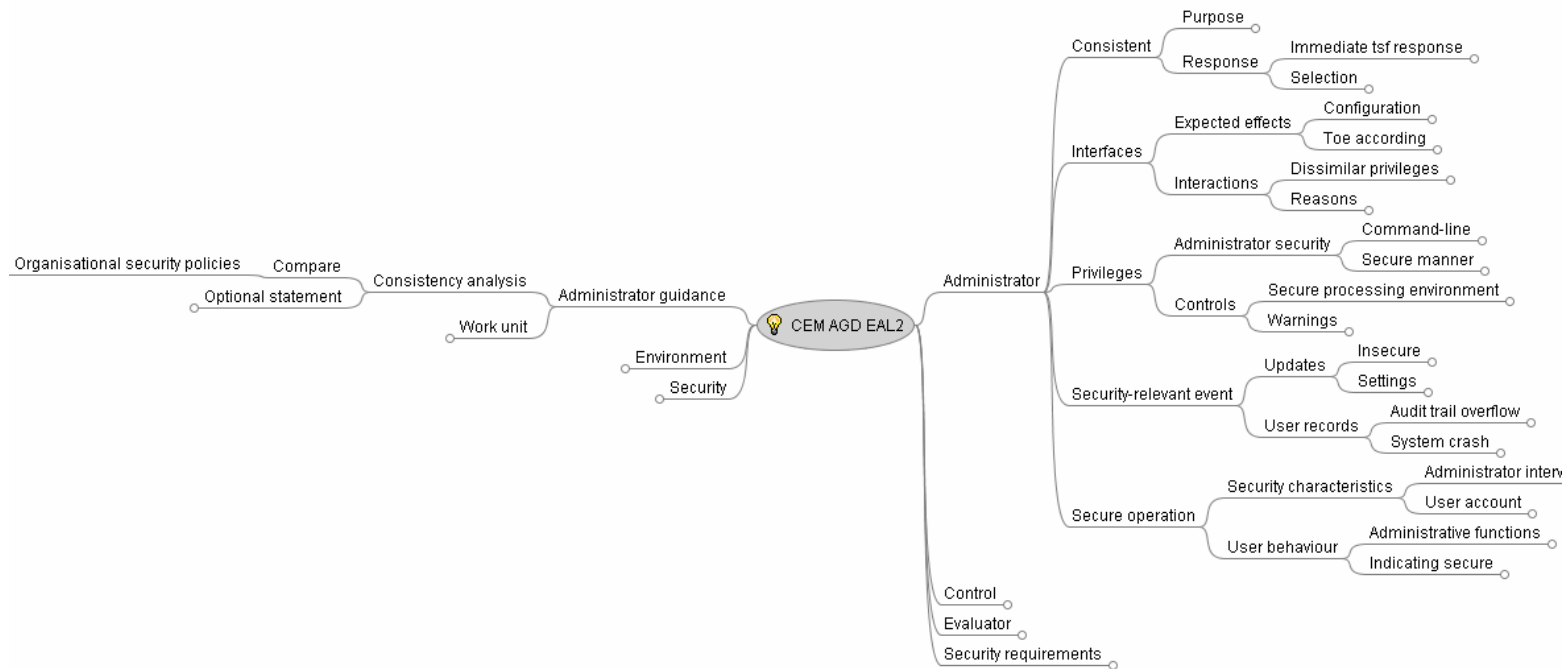 CEM AGD EAL2
Administrator
Consistent
Purpose
Response
Immediate tsf response
Selection
Interfaces
Expected effects
Configuration
Toe according
Interactions
Dissimilar privileges
Reasons
Privileges
Administrator security
Command-line
Secure manner
Controls
Secure processing environment
Warnings
Security-relevant event
Updates
Insecure
Settings
User records
Audit trail overflow
System crash
Secure operation
Security characteristics
Administrator interv
User account
User behaviour
Administrative functions
Indicating secure
Control
Evaluator
Security requirements
Administrator guidance
Consistency analysis
Compare
Organisational security policies
Optional statement
Work unit
Environment
Security